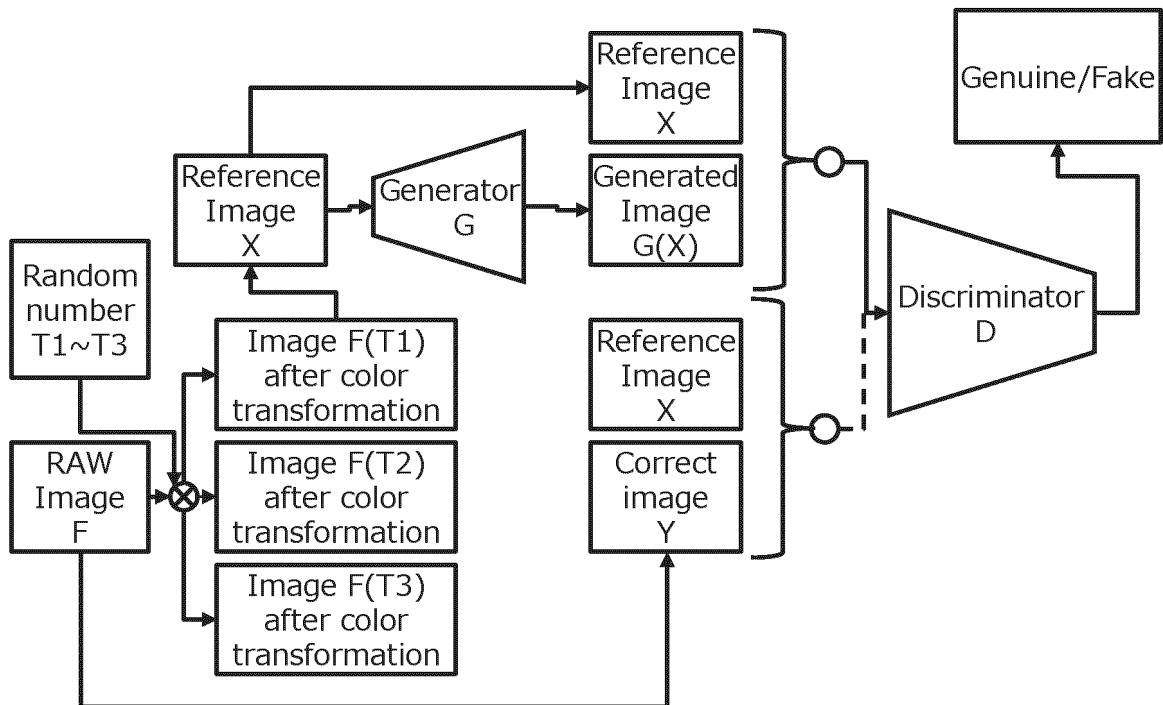 Reference
Image
X
Genuine/Fake
Reference
Image
X
Generator
G
Generated
Image
G(X)
Random
number
T1~T3
Discriminator
D
Image F(T1)
after color
transformation
Reference
Image
X
RAW
Image
F
Image F(T2)
after color
transformation
Correct
image
Y
Image F(T3)
after color
transformation